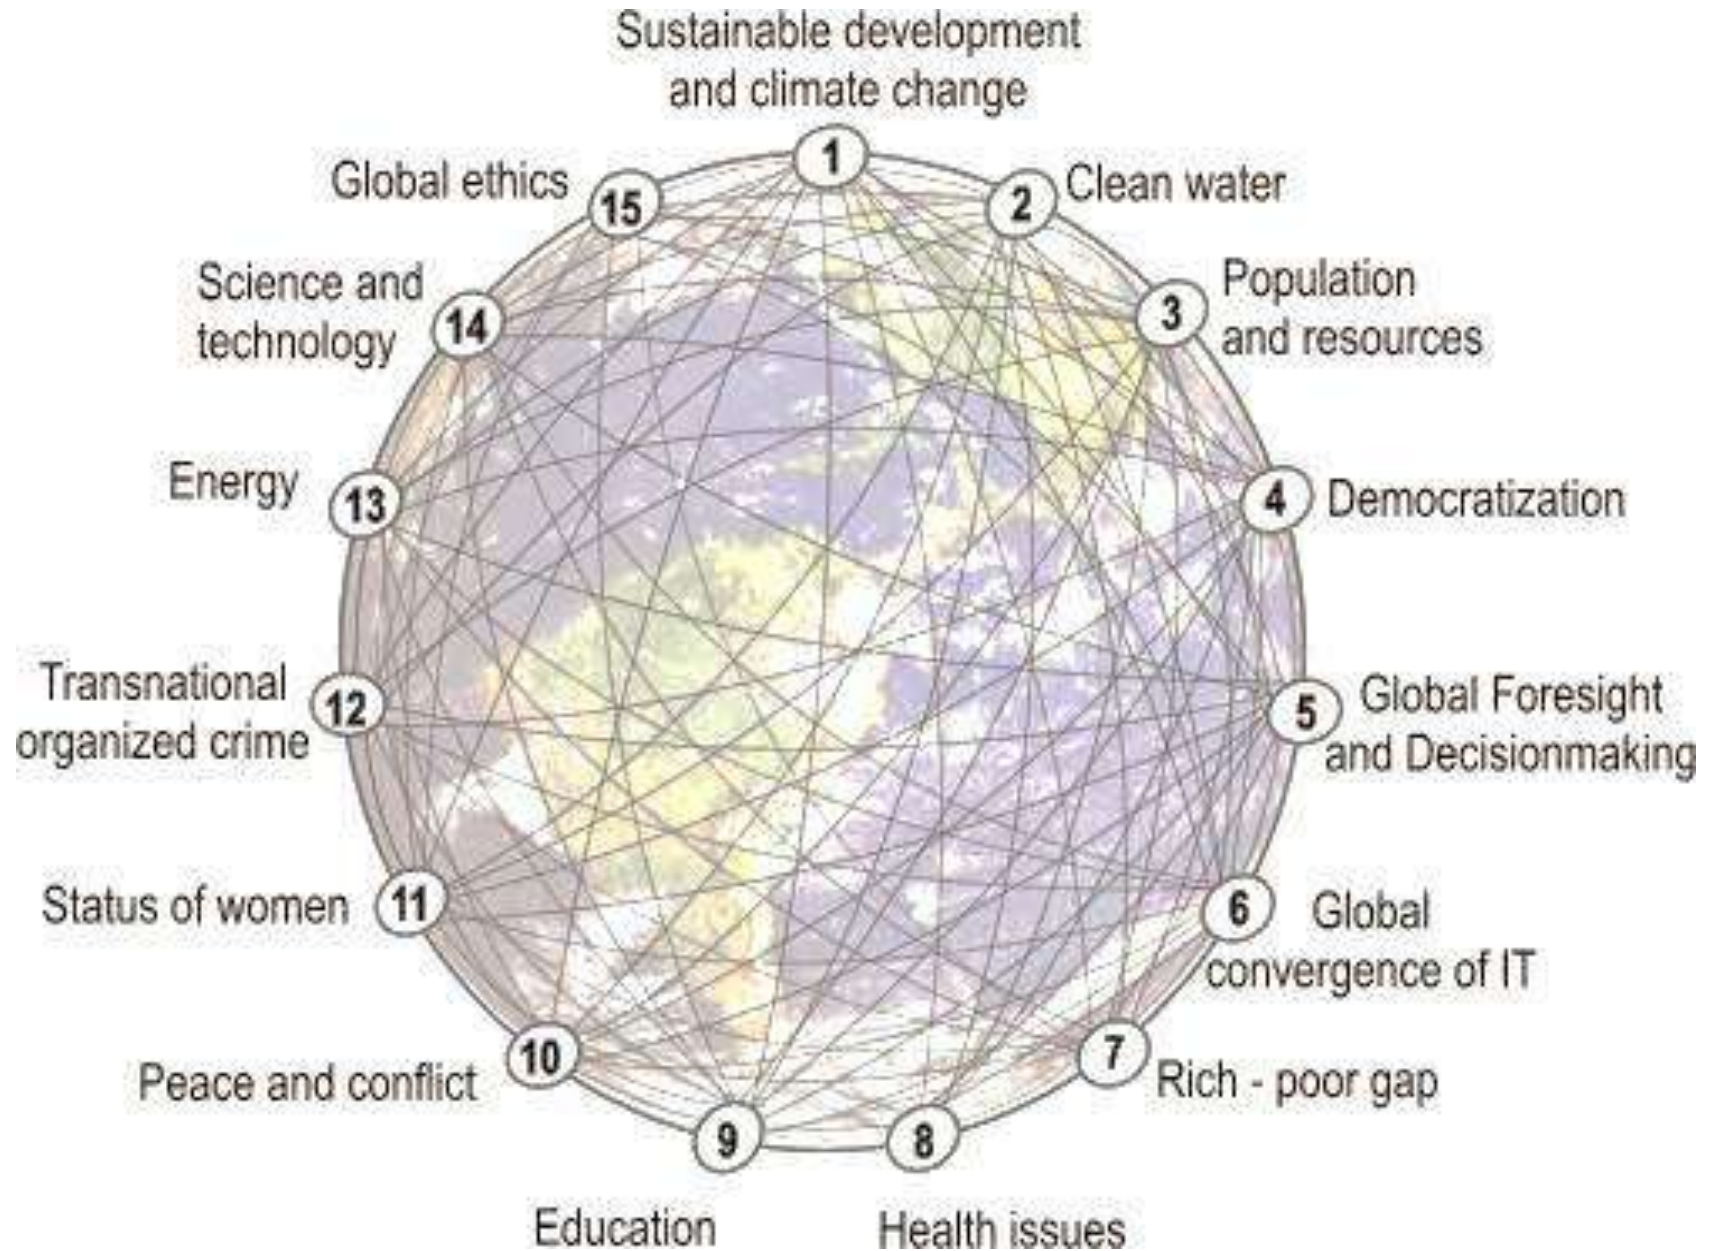 Sustainable development
and climate change
1
2
Clean water
3
Population
and resources
4
Democratization
5
Global Foresight
and Decisionmaking
6
Global
convergence of IT
7
Rich - poor gap
8
Health issues
9
Education
10
Peace and conflict
11
Status of women
12
Transnational
organized crime
13
Energy
14
Science and
technology
15
Global ethics